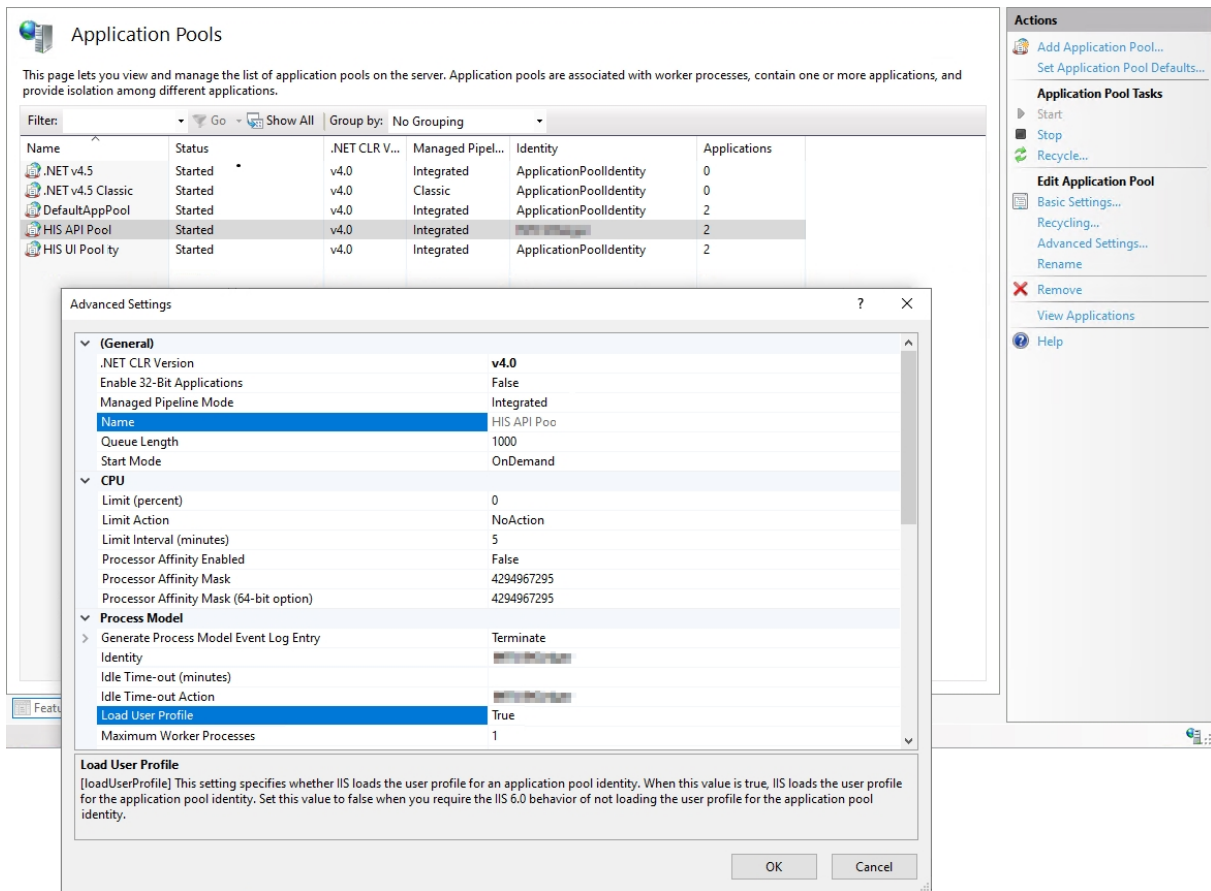 Application Pools
This page lets you view and manage the list of application pools on the server. Application pools are associated with worker processes, contain one or more applications, and
provide isolation among different applications.
Filter: Go Show All Group by: No Grouping
Name Status .NET CLR V... Managed Pipel... Identity Applications
.NET v4.5 Started v4.0 Integrated ApplicationPoolIdentity 0
.NET v4.5 Classic Started v4.0 Classic ApplicationPoolIdentity 0
DefaultAppPool Started v4.0 Integrated ApplicationPoolIdentity 2
HIS API Pool Started v4.0 Integrated 2
HIS UI Pool ty Started v4.0 Integrated ApplicationPoolIdentity 2
Advanced Settings ? ×
(General)
.NET CLR Version v4.0
Enable 32-Bit Applications False
Managed Pipeline Mode Integrated
Name HIS API Poo
Queue Length 1000
Start Mode OnDemand
CPU
Limit (percent) 0
Limit Action NoAction
Limit Interval (minutes) 5
Processor Affinity Enabled False
Processor Affinity Mask 4294967295
Processor Affinity Mask (64-bit option) 4294967295
Process Model
Generate Process Model Event Log Entry Terminate
Identity
Idle Time-out (minutes)
Idle Time-out Action
Load User Profile True
Maximum Worker Processes 1
Load User Profile
[loadUserProfile] This setting specifies whether IIS loads the user profile for an application pool identity. When this value is true, IIS loads the user profile
for the application pool identity. Set this value to false when you require the IIS 6.0 behavior of not loading the user profile for the application pool
identity.
OK Cancel
Featu
Actions
Add Application Pool...
Set Application Pool Defaults...
Application Pool Tasks
Start
Stop
Recycle...
Edit Application Pool
Basic Settings...
Recycling...
Advanced Settings...
Rename
Remove
View Applications
Help